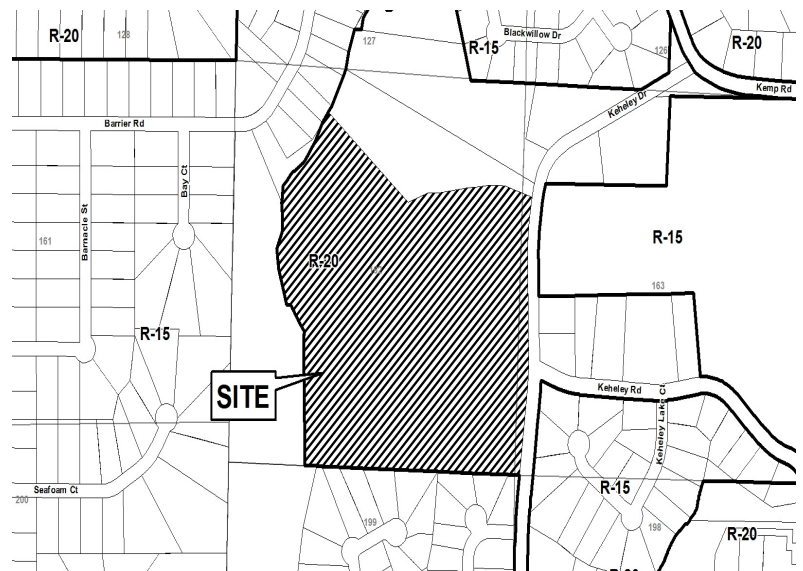 R-20
128
127
R-15
Blackwillow Dr
126
R-20
Kemp Rd
Keheley Dr
Barrier Rd
Bay Ct
Barnacle St
161
R-20
R-15
163
R-15
SITE
Keheley Rd
Keheley Lake Ct
Seafoam Ct
200
199
R-15
198
R-20